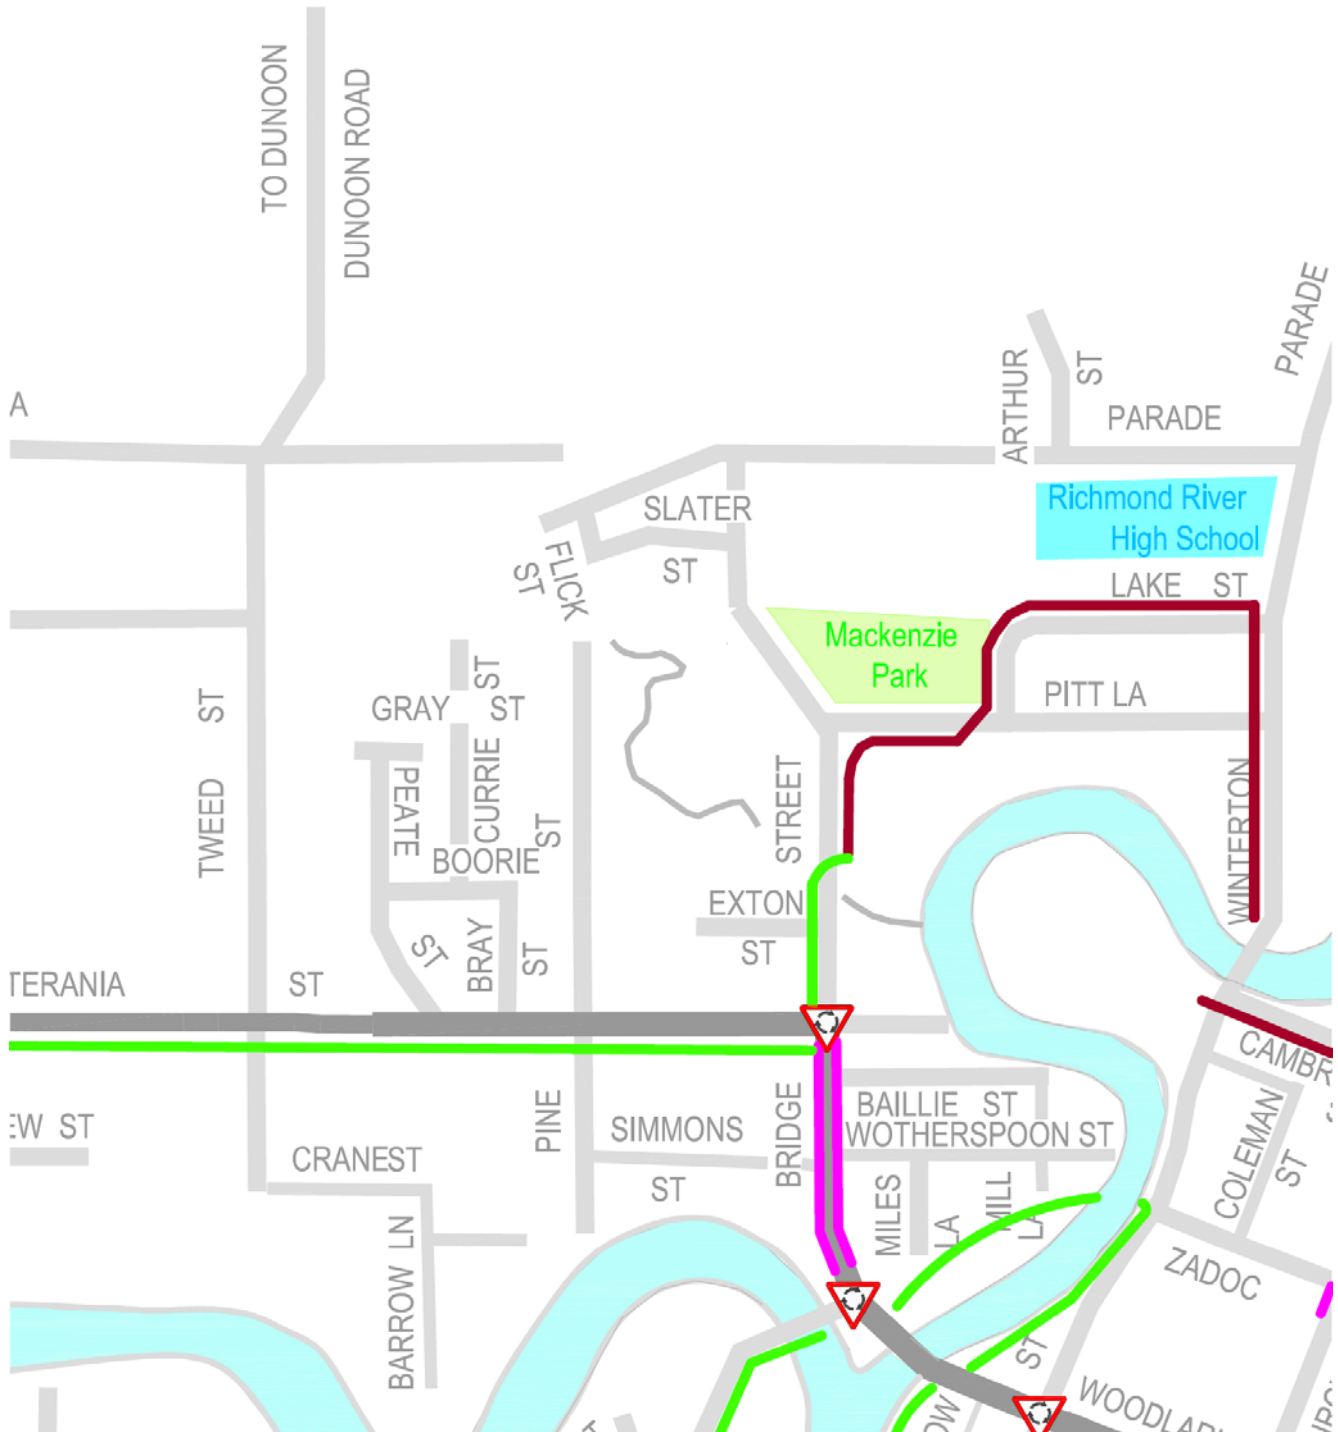 TO DUNOON
DUNOON ROAD
PARADE
A
ARTHUR
ST
PARADE
Richmond River
High School
SLATER
ST
FLICK
ST
LAKE ST
Mackenzie
Park
PITT LA
ST
GRAY ST
ST
TWEED
PEATE
CURRIE
ST
BOORIE
STREET
WINTERTON
EXTON
ST
ST
BRAY
ST
TERANIA ST
CAMBR
EW ST
PINE
SIMMONS
ST
BRIDGE
BAILLIE ST
WOTHERSPOON ST
COLEMAN
ST
CRANEST
MILES
LA
MILL
LA
BARROW LN
ZADOC
ST
WOODLAR
OW